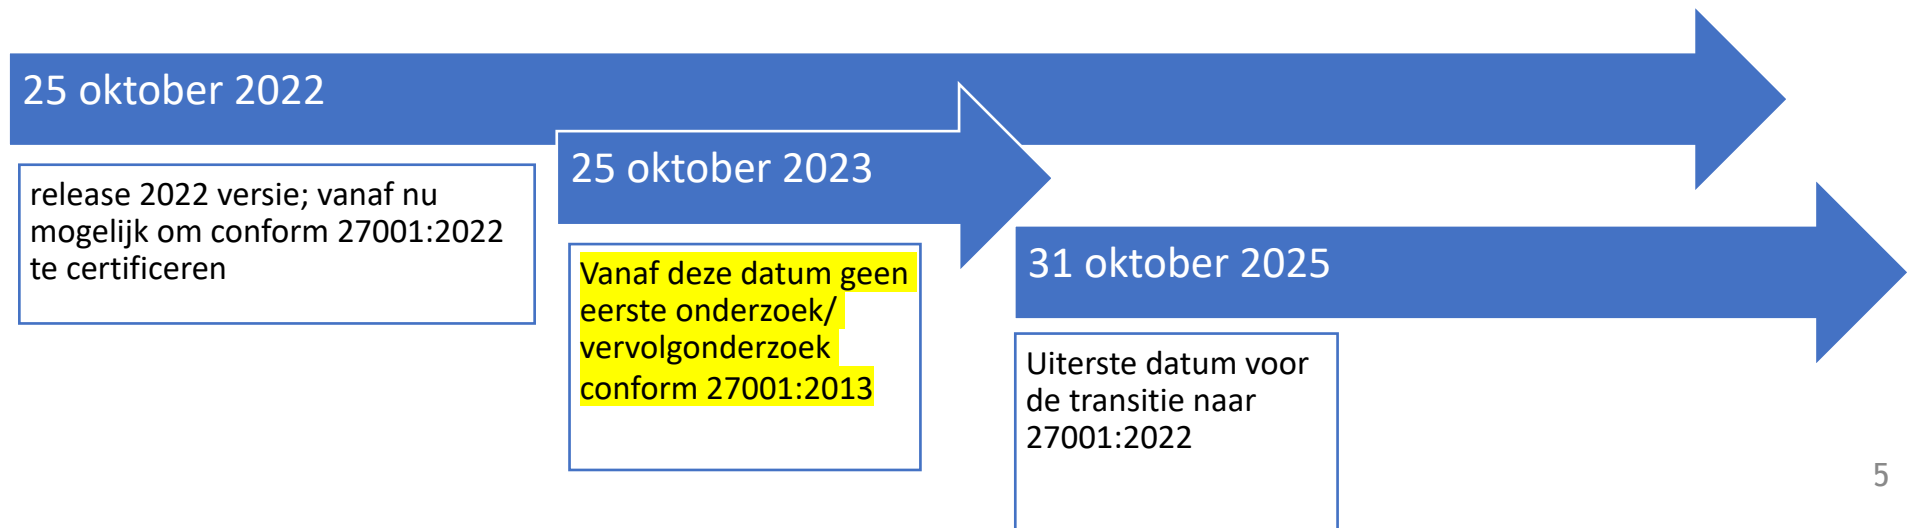 25 oktober 2022
release 2022 versie; vanaf nu
mogelijk om conform 27001:2022
te certificeren
25 oktober 2023
Vanaf deze datum geen
eerste onderzoek/
vervolgonderzoek
conform 27001:2013
31 oktober 2025
Uiterste datum voor
de transitie naar
27001:2022
5